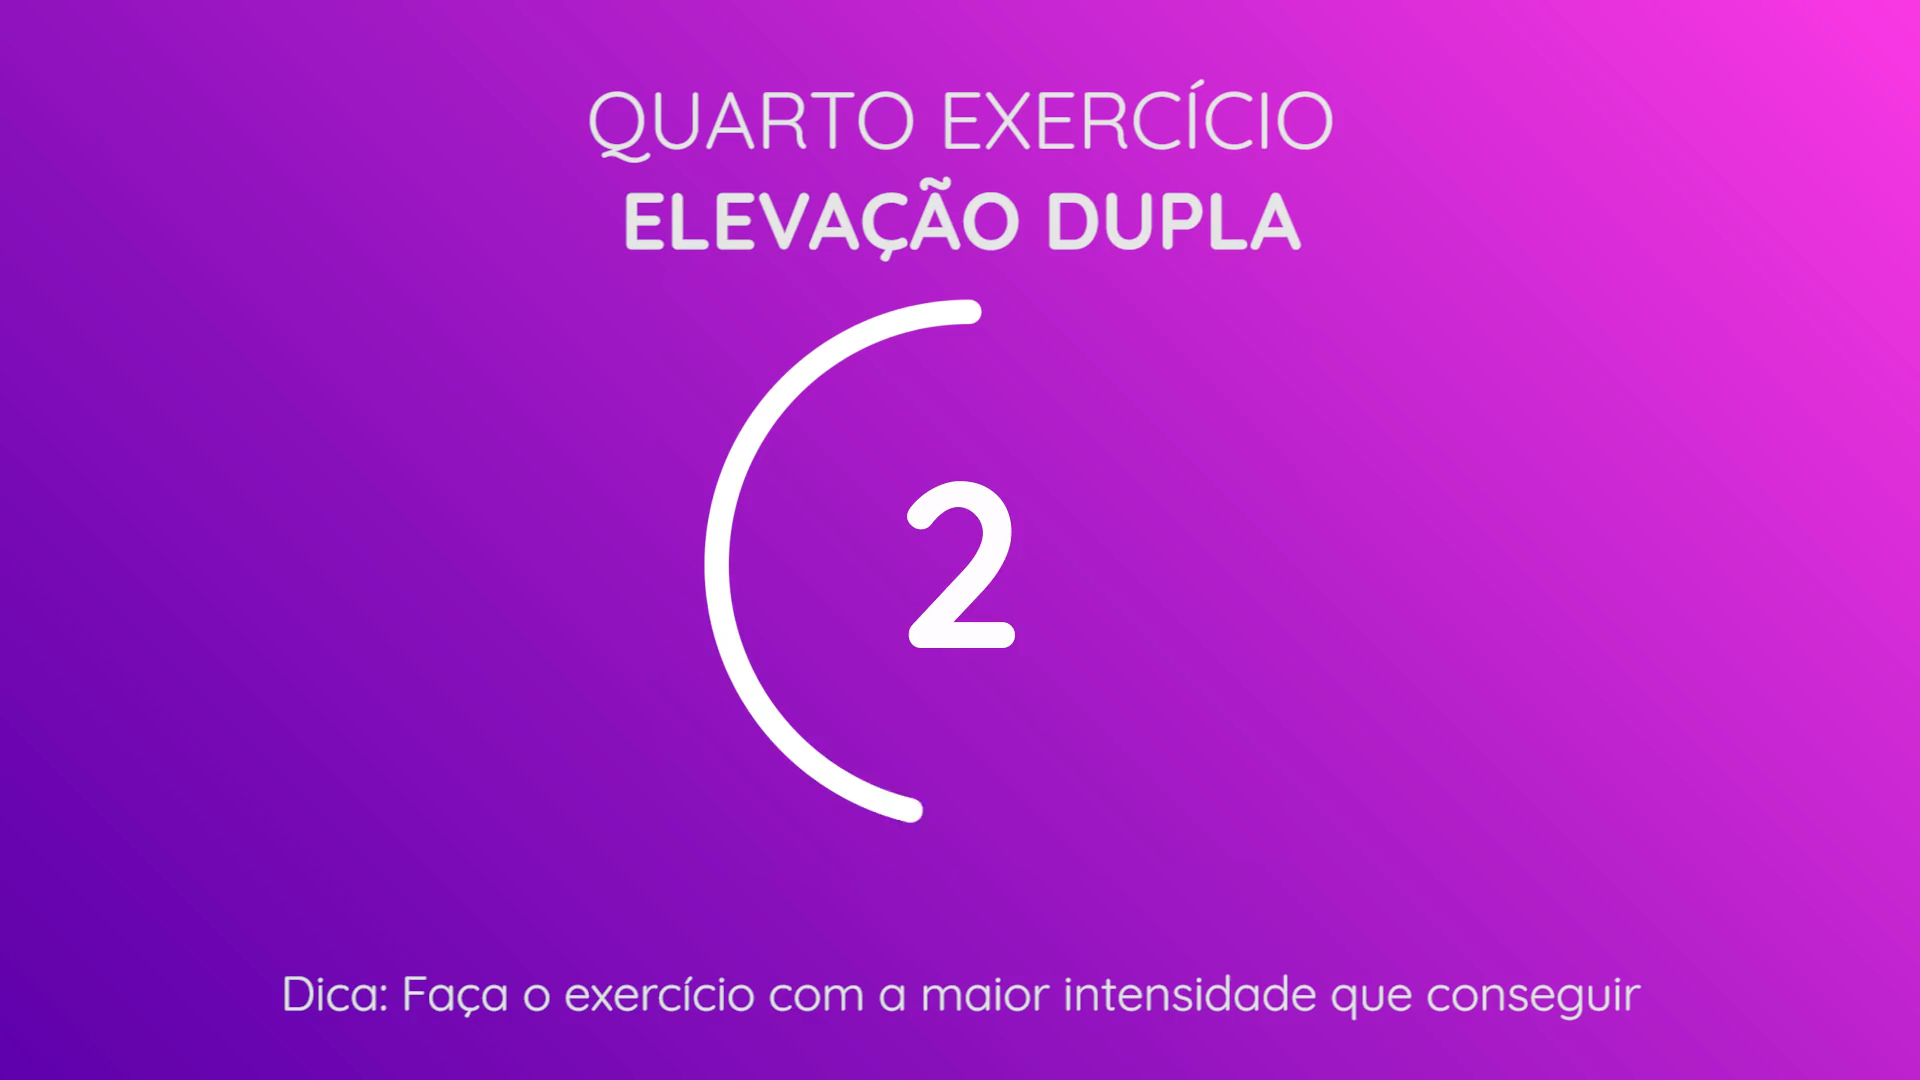 QUARTO EXERCÍCIO
ELEVAÇÃO DUPLA
2
Dica: Faça o exercício com a maior intensidade que conseguir